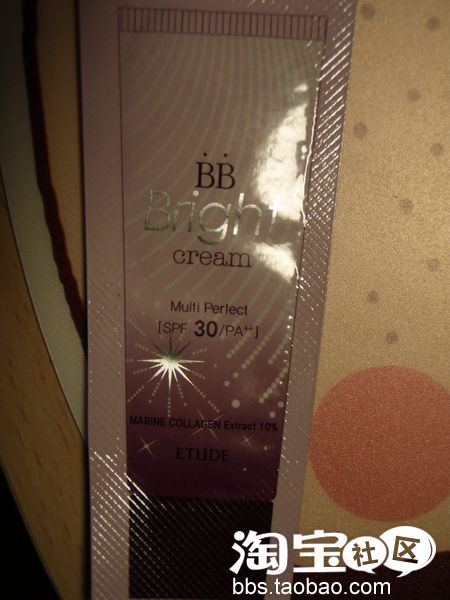 BB
Bright
cream
Multi Perfect
[SPF 30/PA++]
MARINE COLLAGEN Extract 10%
ETUDE
淘宝社区
bbs.taobao.com